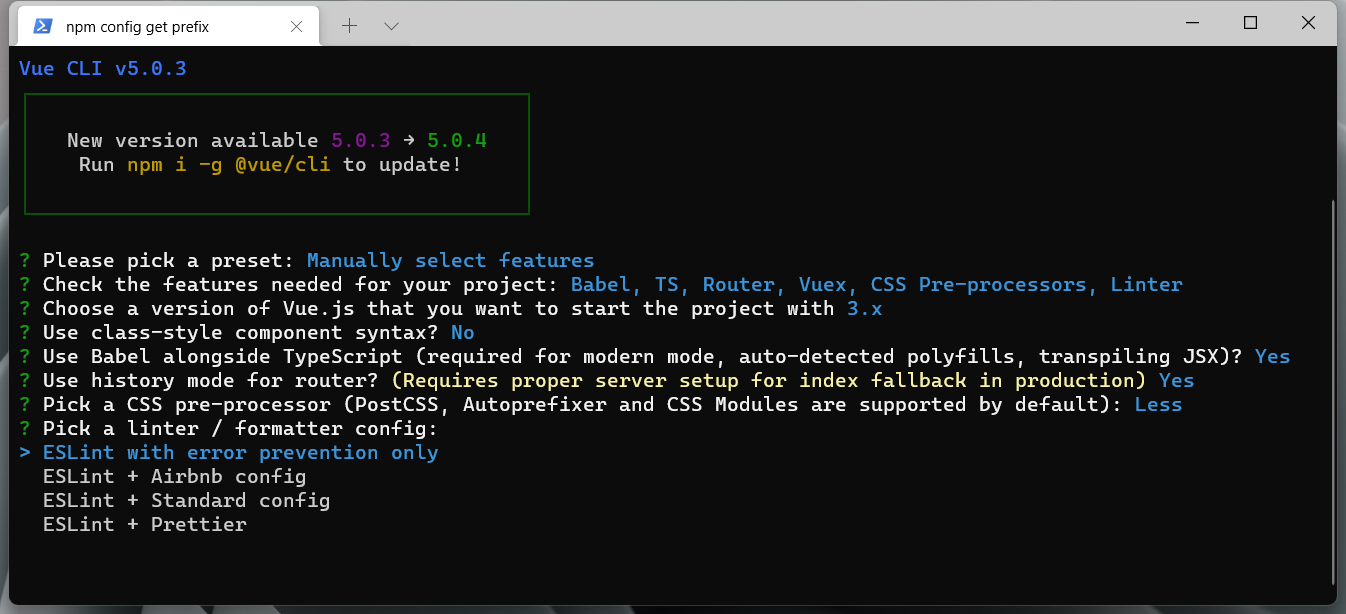 npm config get prefix
Vue CLI v5.0.3
New version available 5.0.3 → 5.0.4
Run npm i -g @vue/cli to update!
? Please pick a preset: Manually select features
? Check the features needed for your project: Babel, TS, Router, Vuex, CSS Pre-processors, Linter
? Choose a version of Vue.js that you want to start the project with 3.x
? Use class-style component syntax? No
? Use Babel alongside TypeScript (required for modern mode, auto-detected polyfills, transpiling JSX)? Yes
? Use history mode for router? (Requires proper server setup for index fallback in production) Yes
? Pick a CSS pre-processor (PostCSS, Autoprefixer and CSS Modules are supported by default): Less
? Pick a linter / formatter config:
> ESLint with error prevention only
ESLint + Airbnb config
ESLint + Standard config
ESLint + Prettier